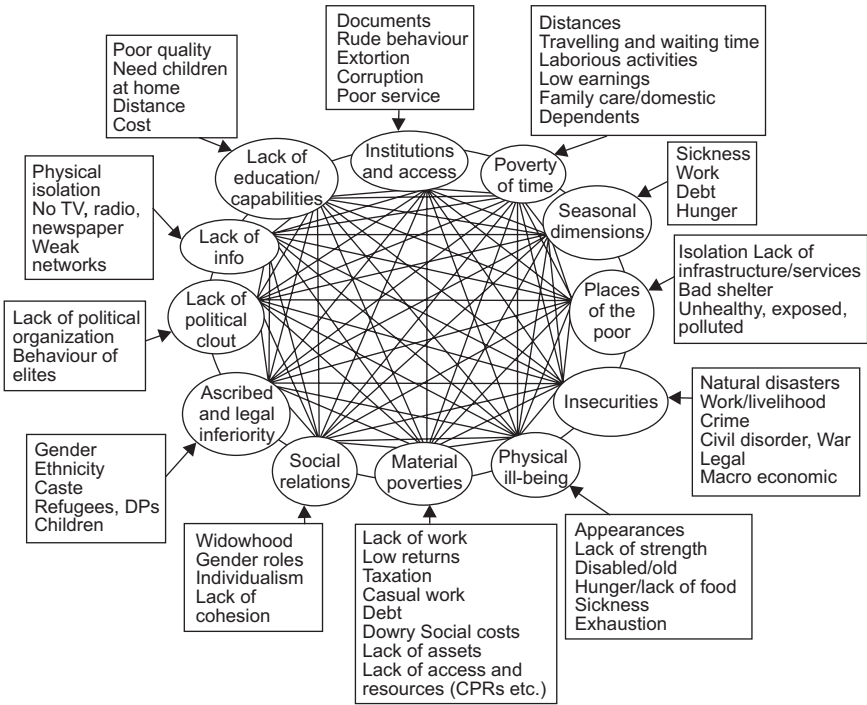 Documents
Rude behaviour
Extortion
Corruption
Poor service
Distances
Travelling and waiting time
Laborious activities
Low earnings
Family care/domestic
Dependents
Poor quality
Need children
at home
Distance
Cost
Institutions
and access
Poverty
of time
Lack of
education/
capabilities
Sickness
Work
Debt
Hunger
Seasonal
dimensions
Physical
isolation
No TV, radio,
newspaper
Weak
networks
Lack of
info
Isolation Lack of
infrastructure/services
Bad shelter
Unhealthy, exposed,
polluted
Places
of the
poor
Lack of
political
clout
Lack of political
organization
Behaviour of
elites
Ascribed
and legal
inferiority
Insecurities
Natural disasters
Work/livelihood
Crime
Civil disorder, War
Legal
Macro economic
Gender
Ethnicity
Caste
Refugees, DPs
Children
Social
relations
Material
poverties
Physical
ill-being
Widowhood
Gender roles
Individualism
Lack of
cohesion
Lack of work
Low returns
Taxation
Casual work
Debt
Dowry Social costs
Lack of assets
Lack of access and
resources (CPRs etc.)
Appearances
Lack of strength
Disabled/old
Hunger/lack of food
Sickness
Exhaustion